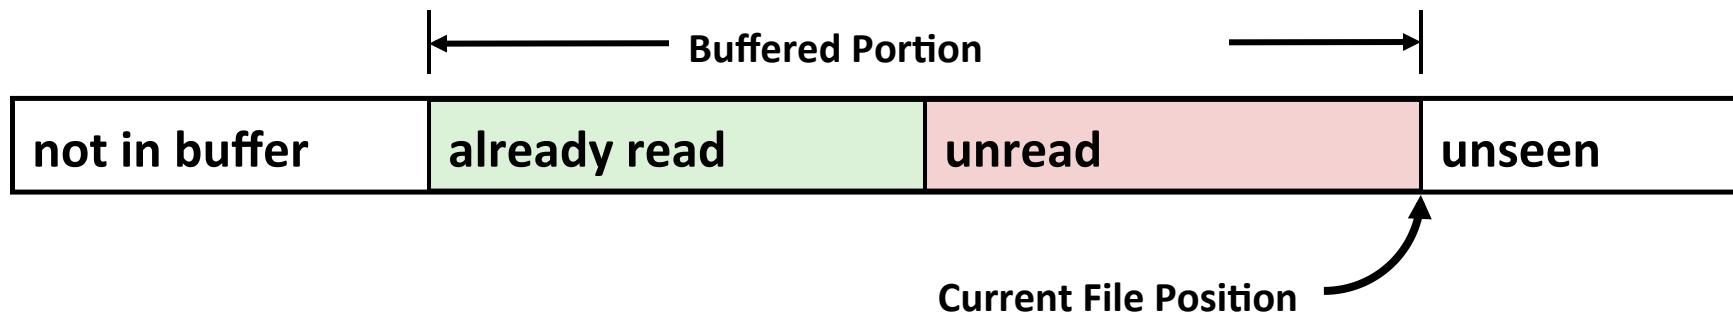 Buffered Portion
not in buffer
already read
unread
unseen
Current File Position